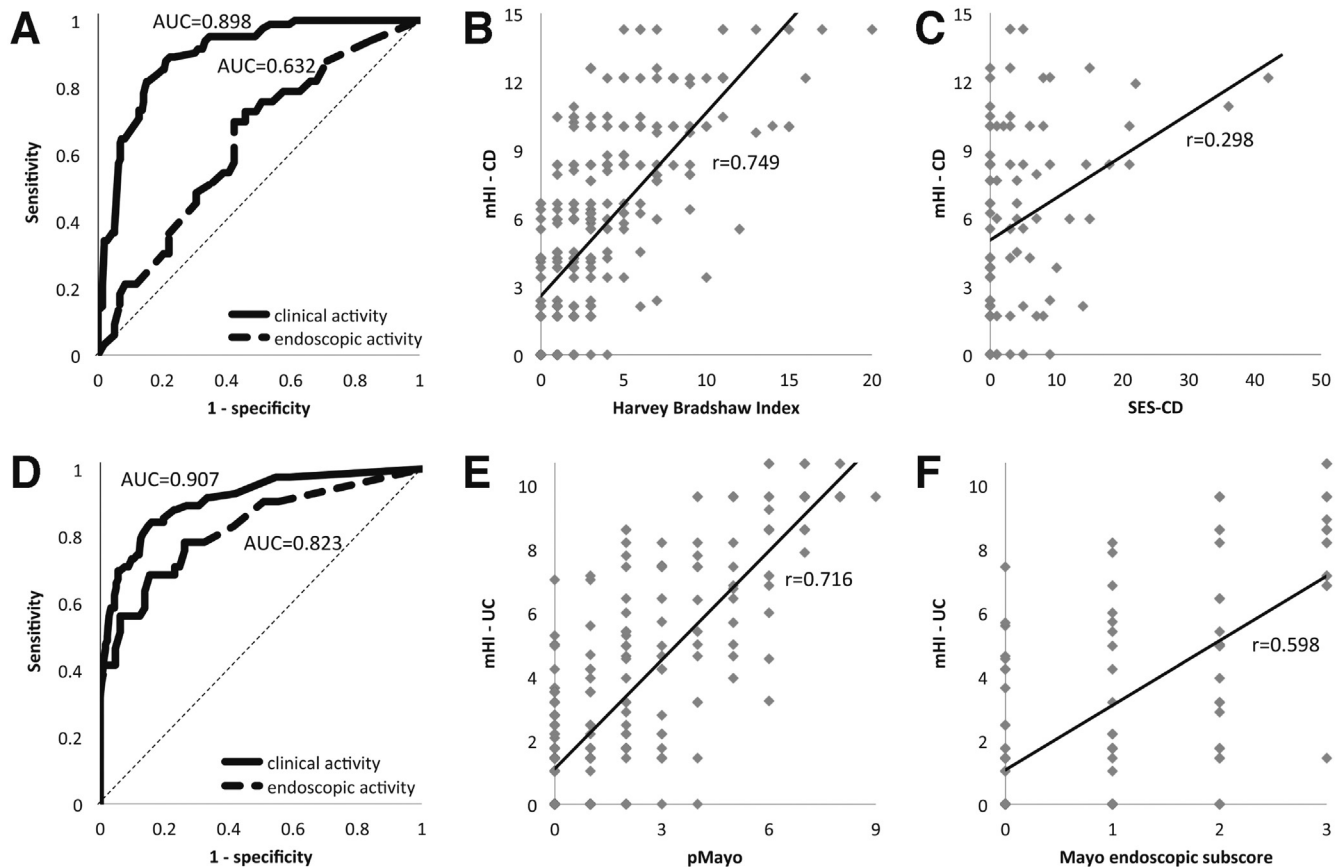 A
AUC=0.898
AUC=0.632
1
0.8
0.6
0.4
0.2
0
Sensitivity
clinical activity
endoscopic activity
0 0.2 0.4 0.6 0.8 1
1 - specificity
B
15
12
9
6
3
0
mHI - CD
r=0.749
0 5 10 15 20
Harvey Bradshaw Index
C
15
12
9
6
3
0
mHI - CD
r=0.298
0 10 20 30 40 50
SES-CD
D
AUC=0.907
AUC=0.823
1
0.8
0.6
0.4
0.2
0
Sensitivity
clinical activity
endoscopic activity
0 0.2 0.4 0.6 0.8 1
1 - specificity
E
10
8
6
4
2
0
mHI - UC
r=0.716
0 3 6 9
pMayo
F
10
8
6
4
2
0
mHI - UC
r=0.598
0 1 2 3
Mayo endoscopic subscore